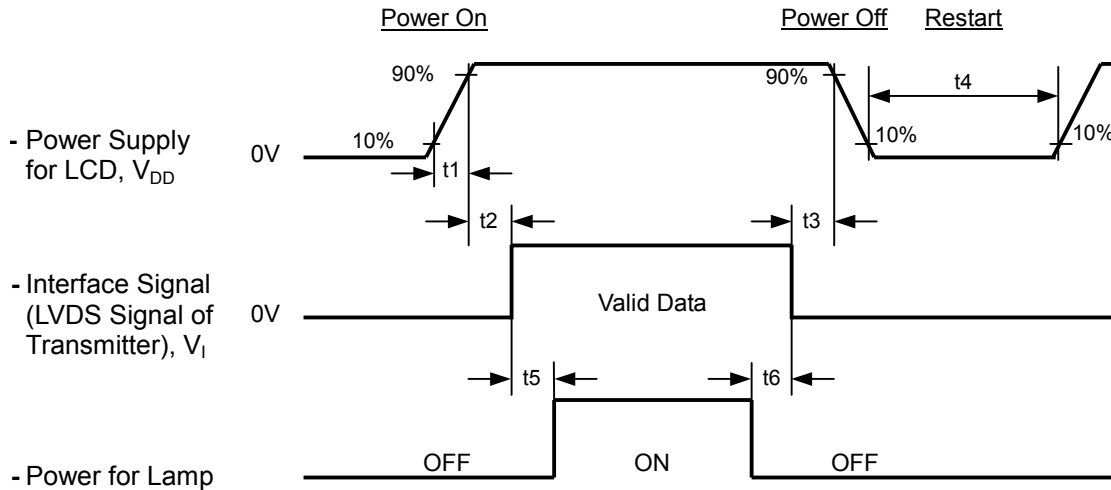 Power On
Power Off
Restart
90%
90%
t4
- Power Supply
for LCD, VDD
0V
10%
10%
10%
t1
t2
t3
- Interface Signal
(LVDS Signal of
Transmitter), VI
0V
Valid Data
t5
t6
- Power for Lamp
OFF
ON
OFF